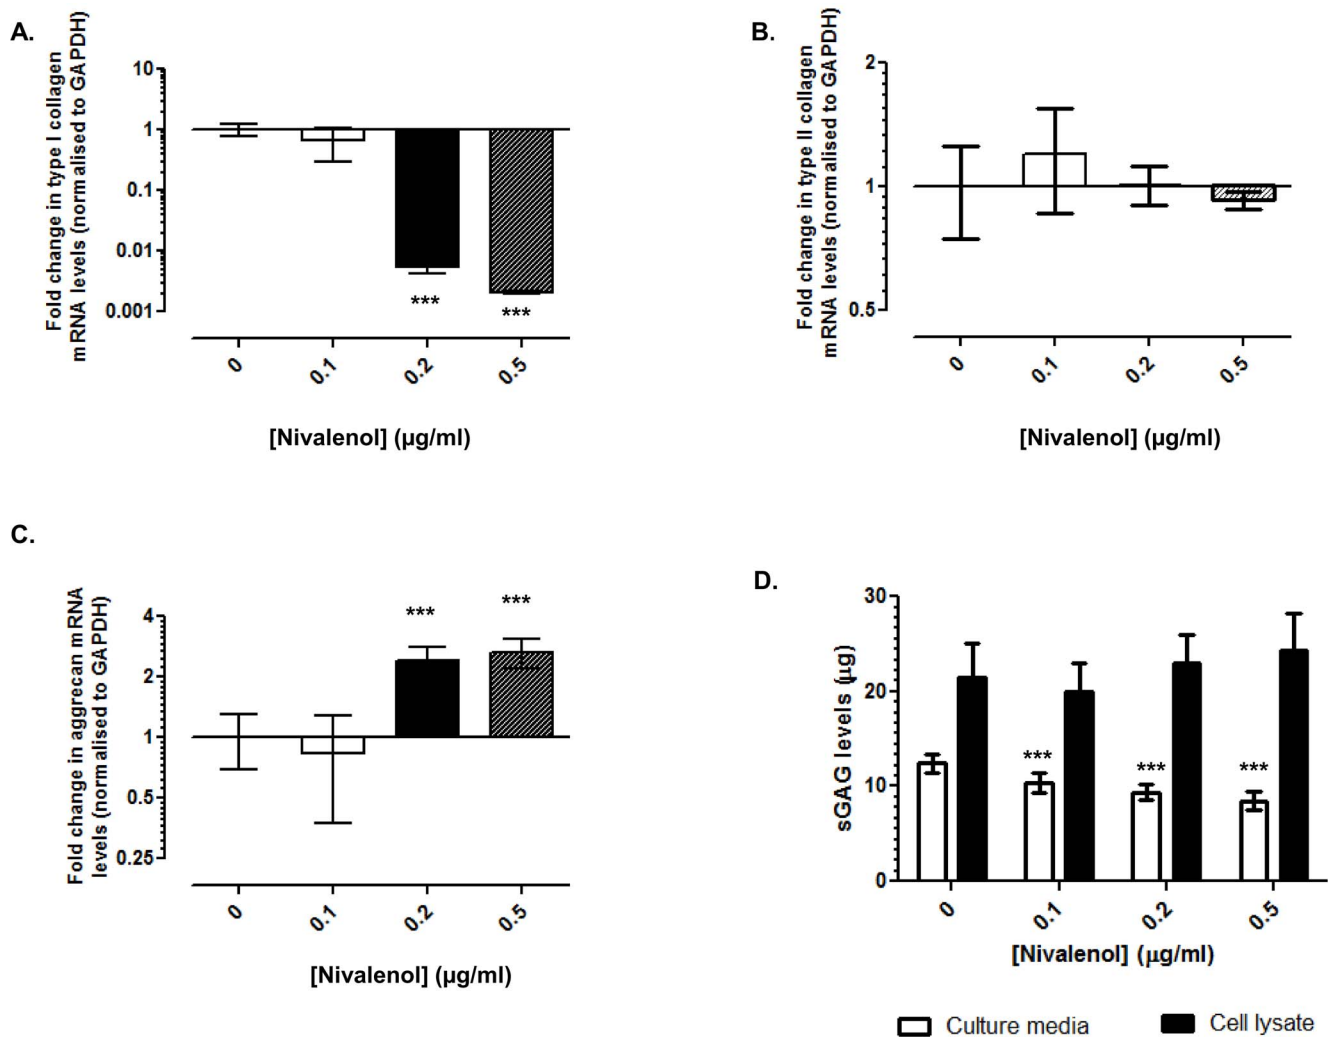 A.
Fold change in type I collagen
mRNA levels (normalised to GAPDH)
10
1
0.1
0.01
0.001
***
***
0
0.1
0.2
0.5
[Nivalenol] (µg/ml)
B.
Fold change in type II collagen
mRNA levels (normalised to GAPDH)
2
1
0.5
0
0.1
0.2
0.5
[Nivalenol] (µg/ml)
C.
Fold change in aggrecan mRNA
levels (normalised to GAPDH)
4
2
1
0.5
0.25
***
***
0
0.1
0.2
0.5
[Nivalenol] (µg/ml)
D.
sGAG levels (µg)
30
20
10
0
***
***
***
0
0.1
0.2
0.5
[Nivalenol] (µg/ml)
Culture media
Cell lysate